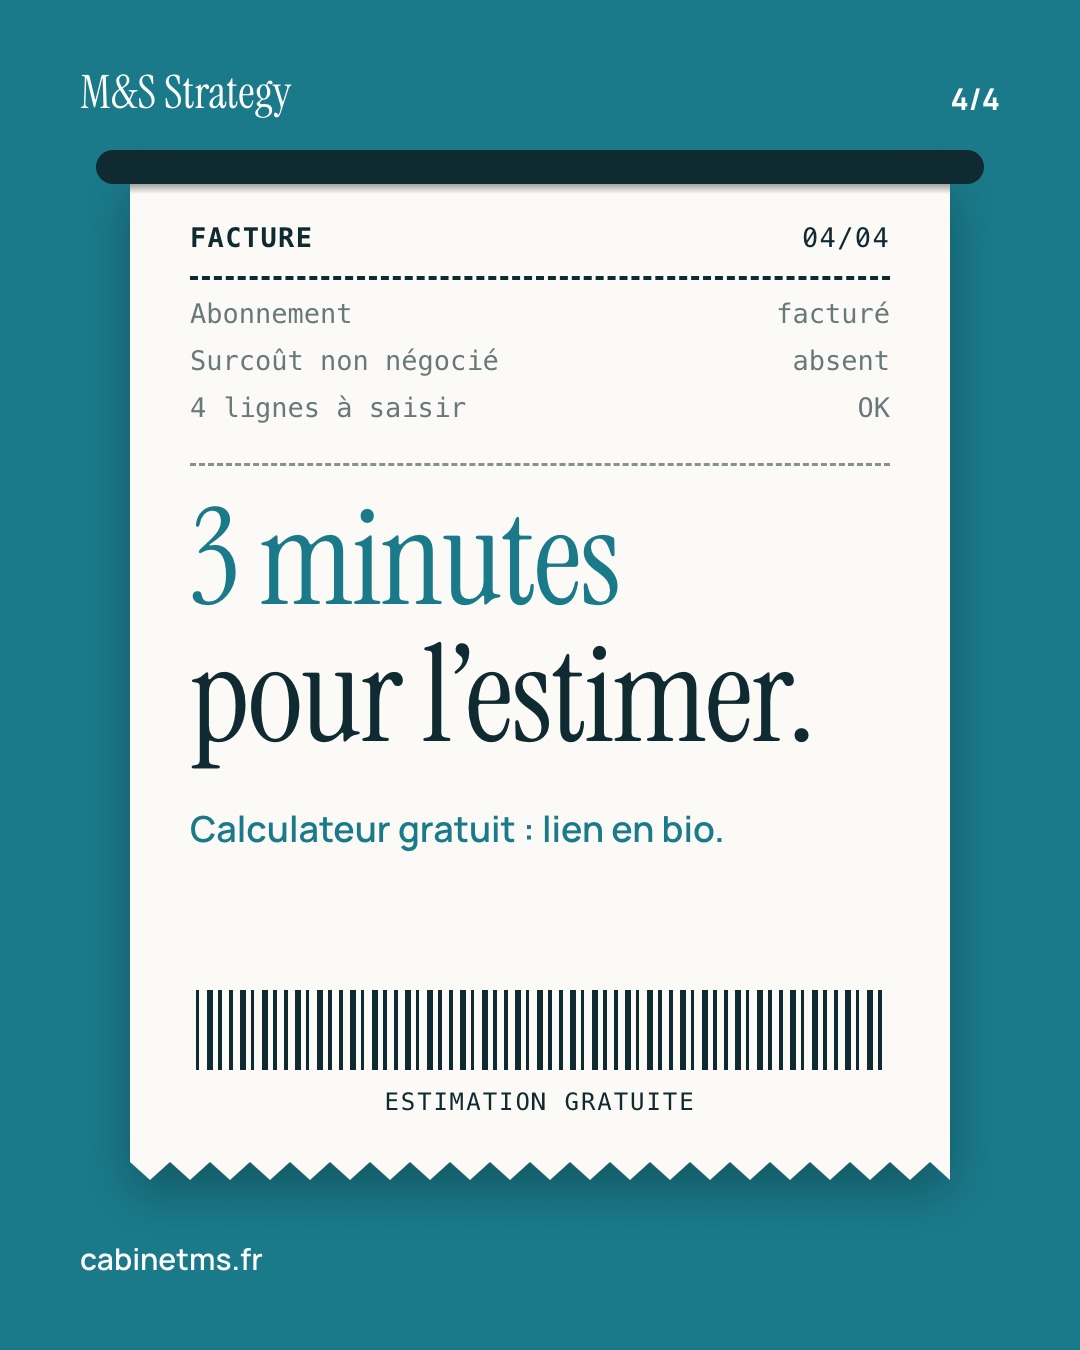 M&S Strategy
4/4
FACTURE 04/04
Abonnement facturé
Surcoût non négocié absent
4 lignes à saisir OK
3 minutes
pour l’estimer.
Calculateur gratuit : lien en bio.
ESTIMATION GRATUITE
cabinetms.fr